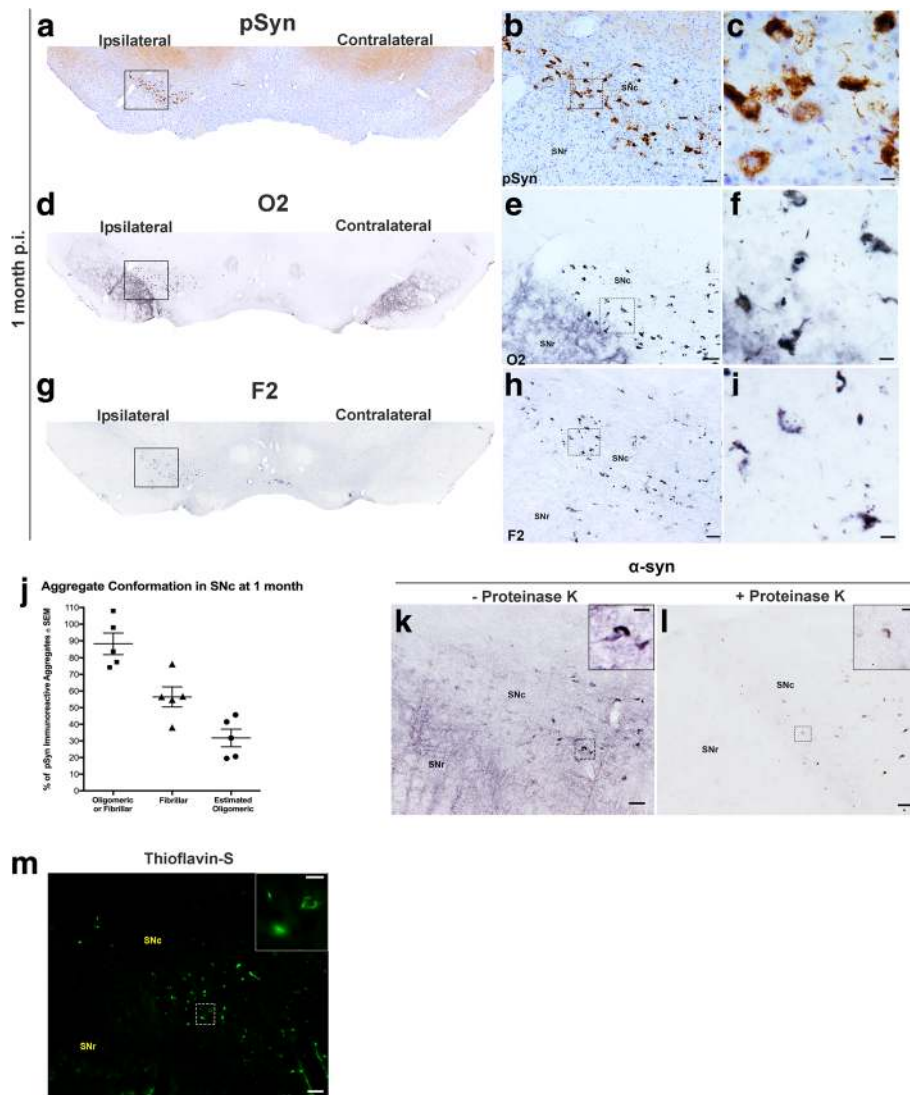 a
pSyn
Ipsilateral
Contralateral
b
SNc
SNr
pSyn
c
1 month p.i.
d
O2
Ipsilateral
Contralateral
e
SNc
SNr
O2
f
g
F2
Ipsilateral
Contralateral
h
SNc
SNr
F2
i
j
Aggregate Conformation in SNc at 1 month
% of pSyn Immunoreactive Aggregates ± SEM
110
100
90
80
70
60
50
40
30
20
10
0
Oligomeric
or Fibrillar
Fibrillar
Estimated
Oligomeric
α-syn
- Proteinase K
+ Proteinase K
k
SNc
SNr
l
SNc
SNr
m
Thioflavin-S
SNc
SNr